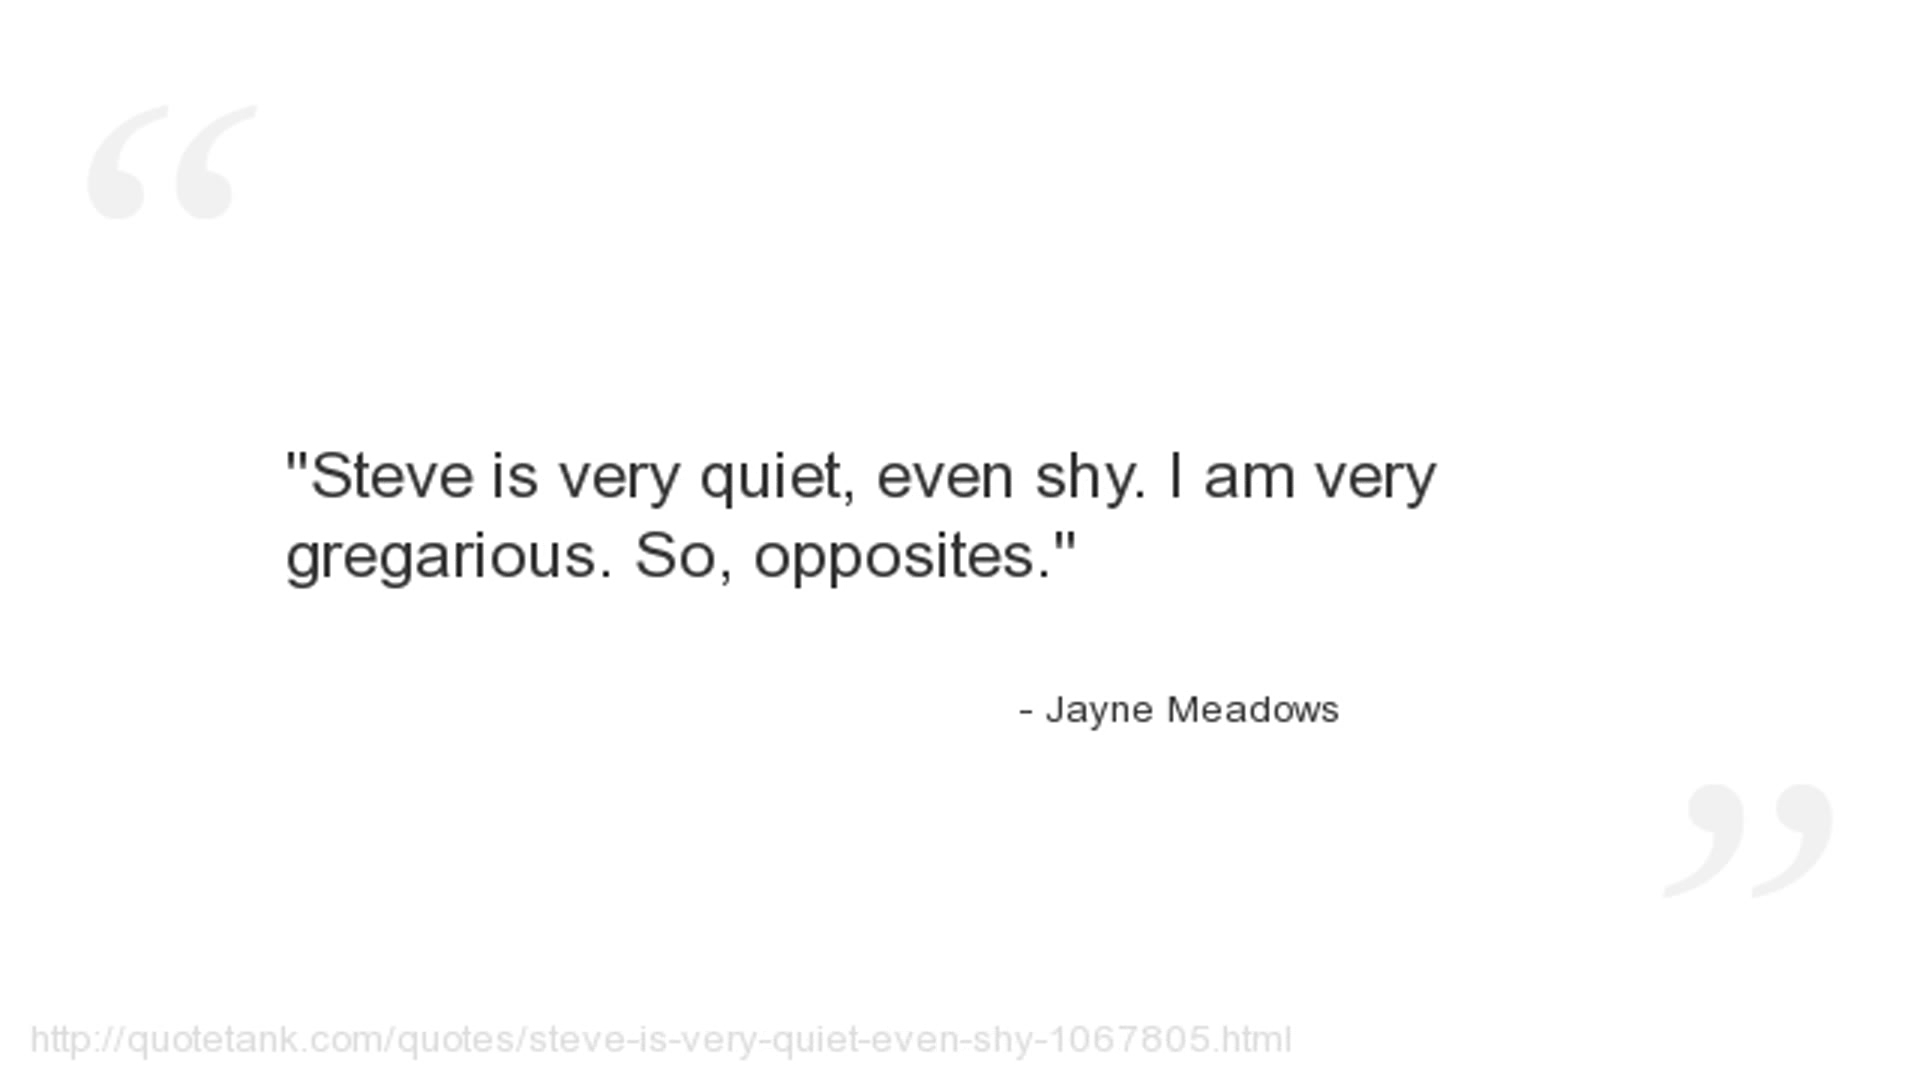 "Steve is very quiet, even shy. I am very
gregarious. So, opposites."
- Jayne Meadows
http://quotetank.com/quotes/steve-is-very-quiet-even-shy-1067805.html